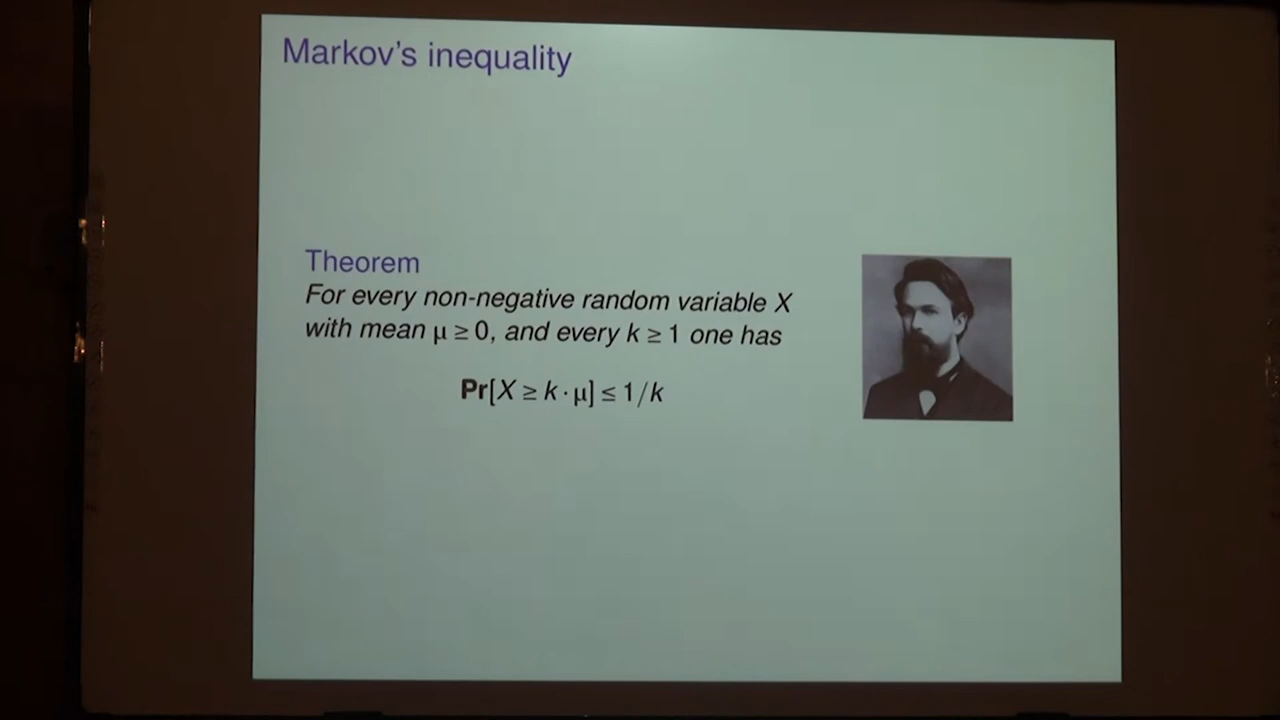 Markov's inequality
Theorem
For every non-negative random variable X
with mean μ ≥ 0, and every k ≥ 1 one has
Pr[X ≥ k · μ] ≤ 1/k